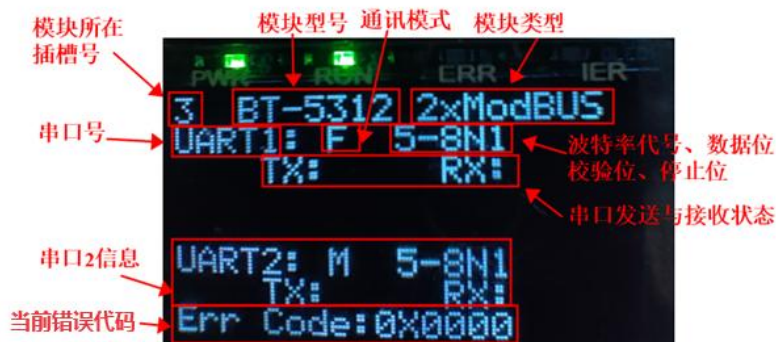 模块所在
插槽号
模块型号
通讯模式
模块类型
PWR RUN ERR IER
3 BT-5312 2xModBUS
串口号
UART1: F 5-8N1
波特率代号、数据位
校验位、停止位
TX: RX:
串口发送与接收状态
串口2信息
UART2: M 5-8N1
TX: RX:
当前错误代码
Err Code:0X0000